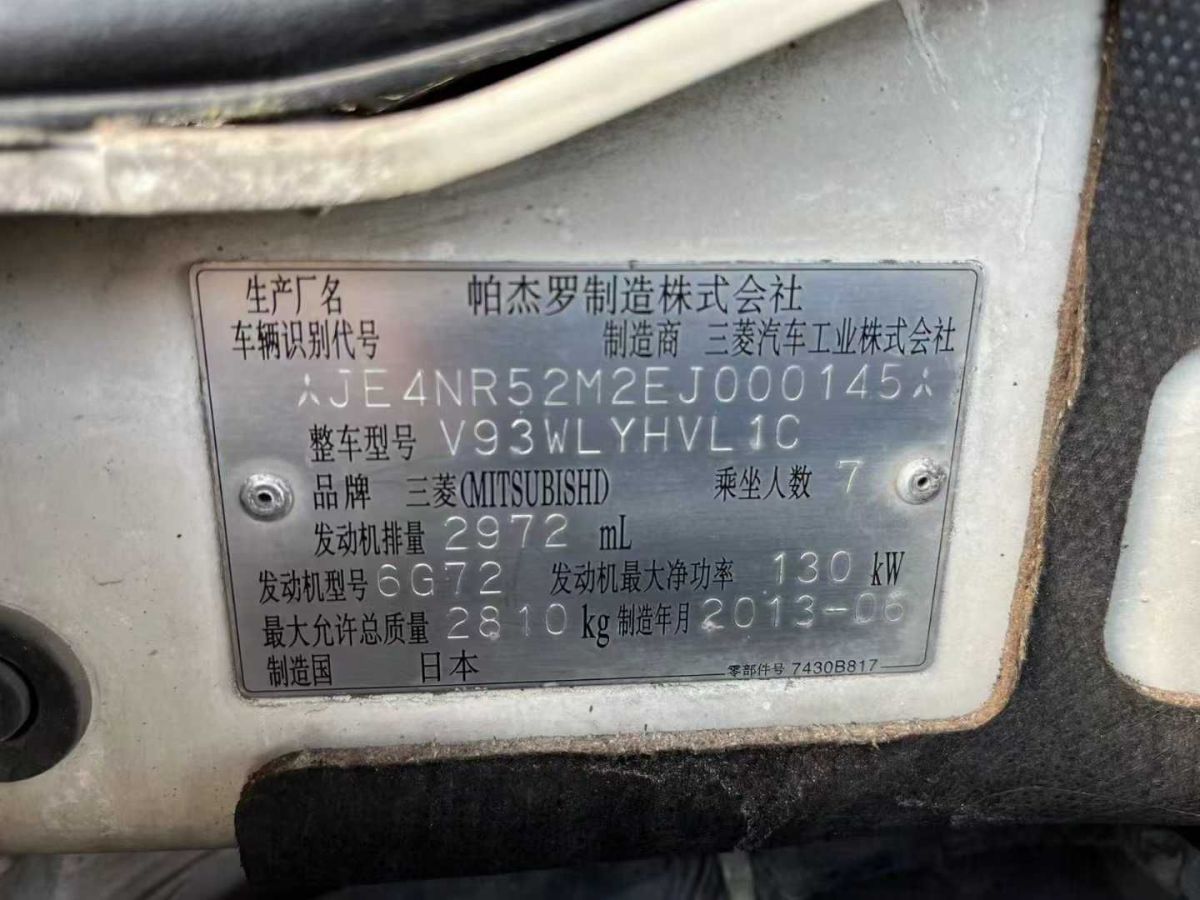 生产厂名 帕杰罗制造株式会社
车辆识别代号 制造商 三菱汽车工业株式会社
JE4NR52M2EJ000145
整车型号 V93WLYHVL1C
品牌 三菱(MITSUBISHI) 乘坐人数 7
发动机排量 2972 mL
发动机型号 6G72 发动机最大净功率 130 kW
最大允许总质量 2810 kg 制造年月 2013-06
制造国 日本 零部件号 7430B817